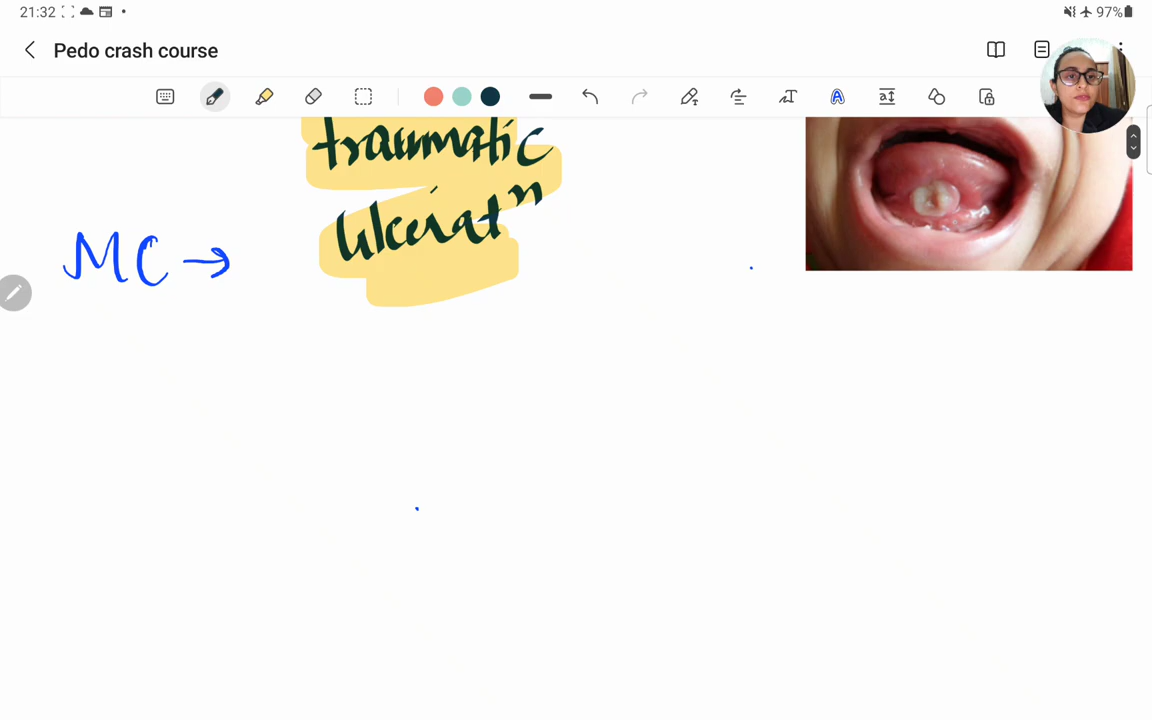 21:32
97%
Pedo crash course
traumatic
ulceratⁿ
MC →